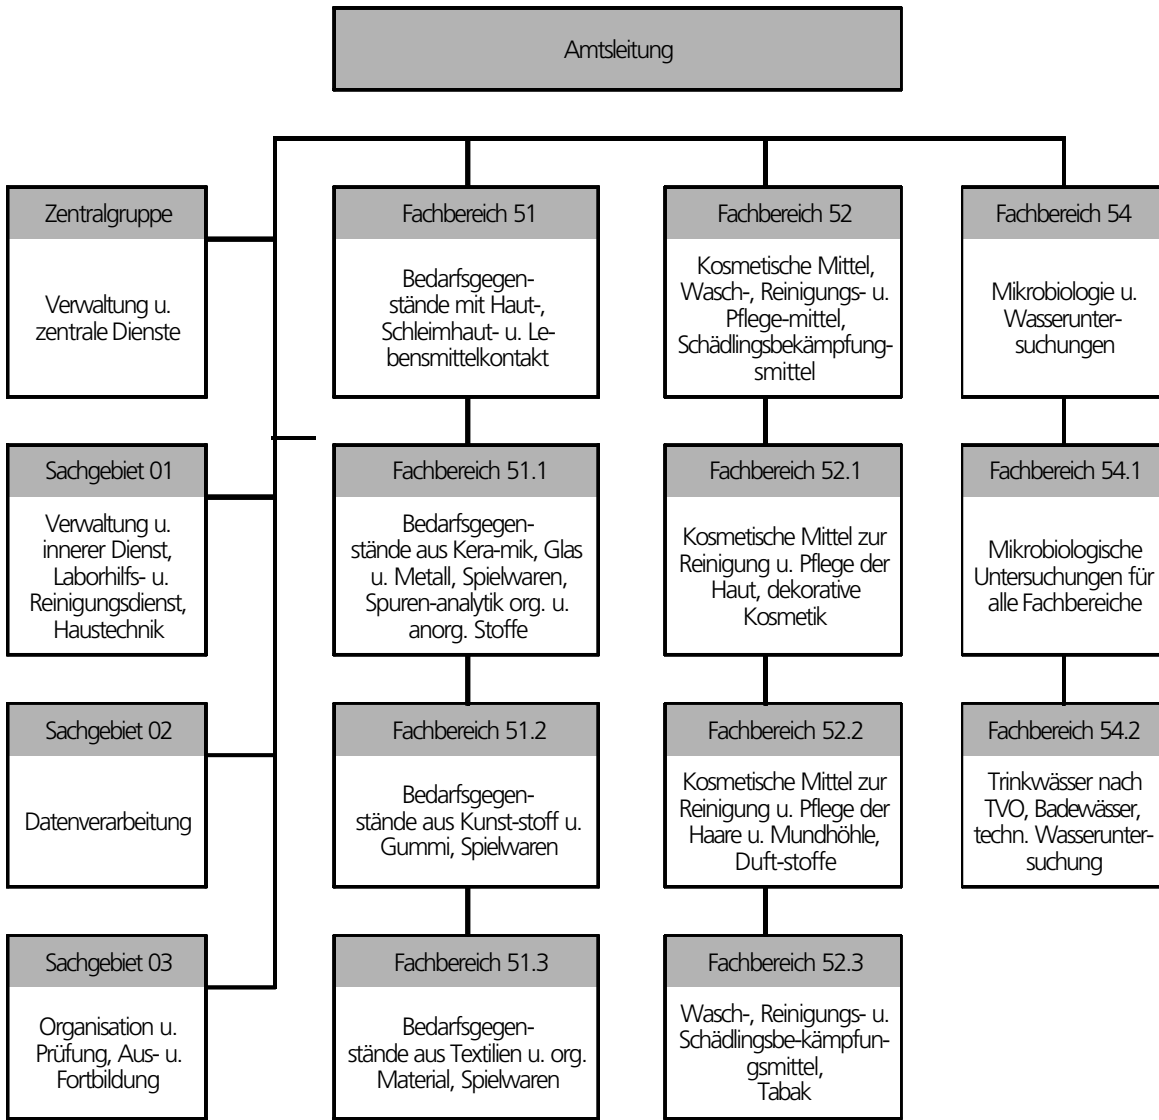 Amtsleitung
Zentralgruppe
Verwaltung u.
zentrale Dienste
Sachgebiet 01
Verwaltung u.
innerer Dienst,
Laborhilfs- u.
Reinigungsdienst,
Haustechnik
Sachgebiet 02
Datenverarbeitung
Sachgebiet 03
Organisation u.
Prüfung, Aus- u.
Fortbildung
Fachbereich 51
Bedarfsgegen-
stände mit Haut-,
Schleimhaut- u. Le-
bensmittelkontakt
Fachbereich 51.1
Bedarfsgegen-
stände aus Kera-mik, Glas
u. Metall, Spielwaren,
Spuren-analytik org. u.
anorg. Stoffe
Fachbereich 51.2
Bedarfsgegen-
stände aus Kunst-stoff u.
Gummi, Spielwaren
Fachbereich 51.3
Bedarfsgegen-
stände aus Textilien u. org.
Material, Spielwaren
Fachbereich 52
Kosmetische Mittel,
Wasch-, Reinigungs- u.
Pflege-mittel,
Schädlingsbekämpfung-
smittel
Fachbereich 52.1
Kosmetische Mittel zur
Reinigung u. Pflege der
Haut, dekorative
Kosmetik
Fachbereich 52.2
Kosmetische Mittel zur
Reinigung u. Pflege der
Haare u. Mundhöhle,
Duft-stoffe
Fachbereich 52.3
Wasch-, Reinigungs- u.
Schädlingsbe-kämpfun-
gsmittel,
Tabak
Fachbereich 54
Mikrobiologie u.
Wasserunter-
suchungen
Fachbereich 54.1
Mikrobiologische
Untersuchungen für
alle Fachbereiche
Fachbereich 54.2
Trinkwässer nach
TVO, Badewässer,
techn. Wasserunter-
suchung